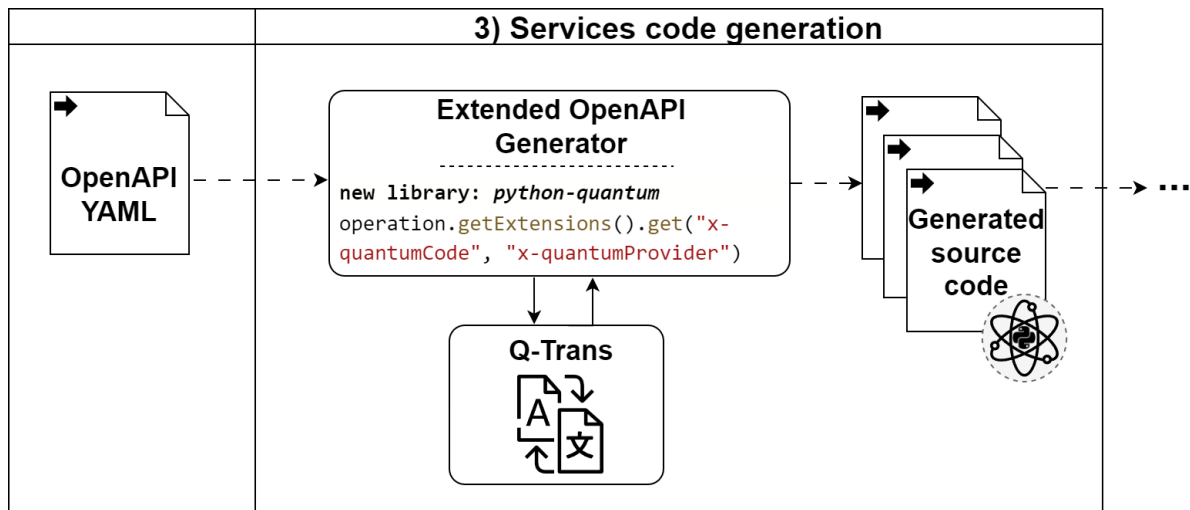 3) Services code generation
OpenAPI
YAML
Extended OpenAPI
Generator
new library: python-quantum
operation.getExtensions().get("x-
quantumCode", "x-quantumProvider")
Q-Trans
A
文
Generated
source
code
...